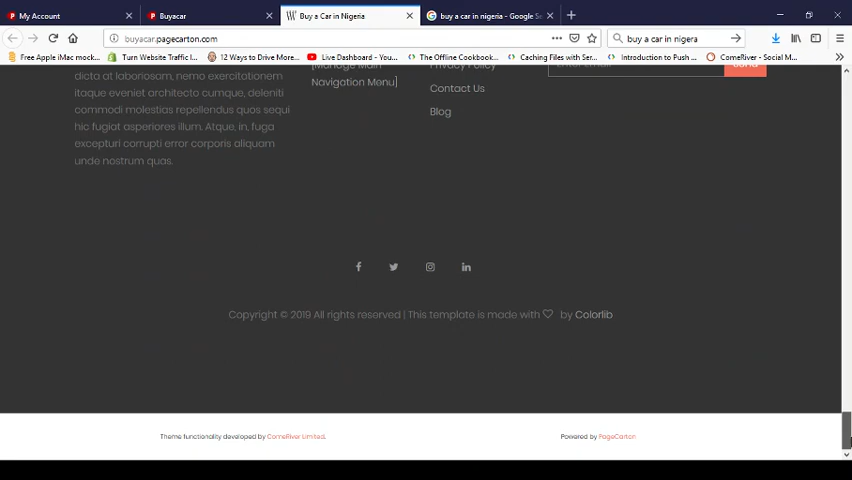 My Account
Buyacar
Buy a Car in Nigeria
buy a car in nigeria - Google Se
buyacar.pagecarton.com
buy a car in nigera
Free Apple iMac mock...
Turn Website Traffic I...
12 Ways to Drive More...
Live Dashboard - You...
The Offline Cookbook...
Caching Files with Ser...
Introduction to Push ...
ComeRiver - Social M...
[Manage Main
Privacy Policy
dicta at laboriosam, nemo exercitationem
Navigation Menu]
Contact Us
itaque eveniet architecto cumque, deleniti
commodi molestias repellendus quos sequi
Blog
hic fugiat asperiores illum. Atque, in, fuga
excepturi corrupti error corporis aliquam
unde nostrum quas.
Copyright © 2019 All rights reserved | This template is made with ♡ by Colorlib
Theme functionality developed by ComeRiver Limited.
Powered by PageCarton